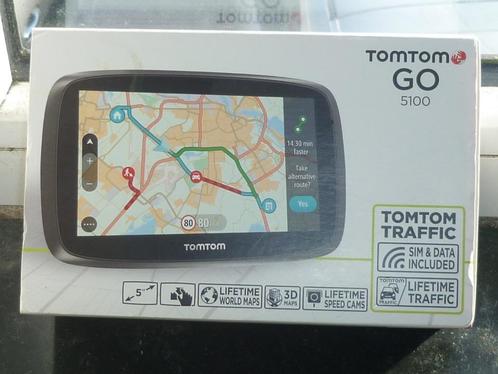 TOMTOM
GO
5100
14:30 min
faster
Take
alternative
route?
Yes
80 80
TOMTOM
TOMTOM
TRAFFIC
SIM & DATA
INCLUDED
TOMTOM
TRAFFIC
LIFETIME
TRAFFIC
5"
LIFETIME
WORLD MAPS
3D
MAPS
LIFETIME
SPEED CAMS